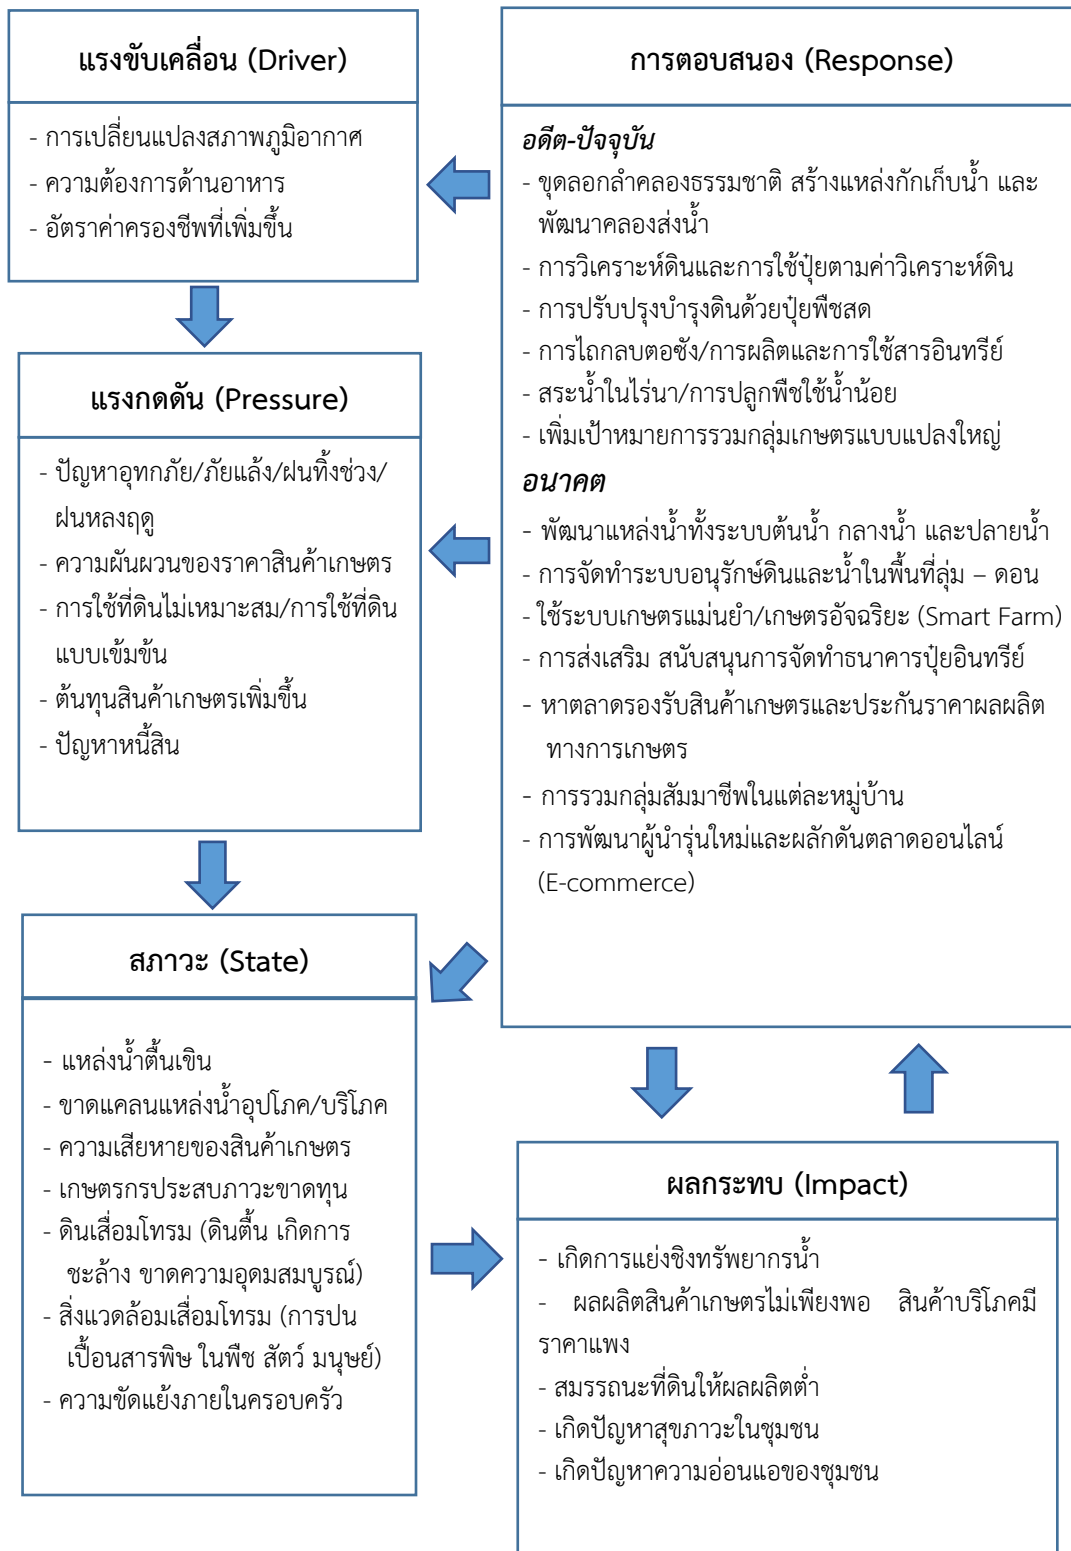 แรงขับเคลื่อน (Driver)
- การเปลี่ยนแปลงสภาพภูมิอากาศ
- ความต้องการด้านอาหาร
- อัตราค่าครองชีพที่เพิ่มขึ้น
แรงกดดัน (Pressure)
- ปัญหาอุทกภัย/ภัยแล้ง/ฝนทิ้งช่วง/
ฝนหลงฤดู
- ความผันผวนของราคาสินค้าเกษตร
- การใช้ที่ดินไม่เหมาะสม/การใช้ที่ดิน
แบบเข้มข้น
- ต้นทุนสินค้าเกษตรเพิ่มขึ้น
- ปัญหาหนี้สิน
สภาวะ (State)
- แหล่งน้ำตื้นเขิน
- ขาดแคลนแหล่งน้ำอุปโภค/บริโภค
- ความเสียหายของสินค้าเกษตร
- เกษตรกรประสบภาวะขาดทุน
- ดินเสื่อมโทรม (ดินตื้น เกิดการ
ชะล้าง ขาดความอุดมสมบูรณ์)
- สิ่งแวดล้อมเสื่อมโทรม (การปน
เปื้อนสารพิษ ในพืช สัตว์ มนุษย์)
- ความขัดแย้งภายในครอบครัว
การตอบสนอง (Response)
อดีต-ปัจจุบัน
- ขุดลอกลำคลองธรรมชาติ สร้างแหล่งกักเก็บน้ำ และ
พัฒนาคลองส่งน้ำ
- การวิเคราะห์ดินและการใช้ปุ๋ยตามค่าวิเคราะห์ดิน
- การปรับปรุงบำรุงดินด้วยปุ๋ยพืชสด
- การไถกลบตอซัง/การผลิตและการใช้สารอินทรีย์
- สระน้ำในไร่นา/การปลูกพืชใช้น้ำน้อย
- เพิ่มเป้าหมายการรวมกลุ่มเกษตรแบบแปลงใหญ่
อนาคต
- พัฒนาแหล่งน้ำทั้งระบบต้นน้ำ กลางน้ำ และปลายน้ำ
- การจัดทำระบบอนุรักษ์ดินและน้ำในพื้นที่ลุ่ม – ดอน
- ใช้ระบบเกษตรแม่นยำ/เกษตรอัจฉริยะ (Smart Farm)
- การส่งเสริม สนับสนุนการจัดทำธนาคารปุ๋ยอินทรีย์
- หาตลาดรองรับสินค้าเกษตรและประกันราคาผลผลิต
ทางการเกษตร
- การรวมกลุ่มสัมมาชีพในแต่ละหมู่บ้าน
- การพัฒนาผู้นำรุ่นใหม่และผลักดันตลาดออนไลน์
(E-commerce)
ผลกระทบ (Impact)
- เกิดการแย่งชิงทรัพยากรน้ำ
- ผลผลิตสินค้าเกษตรไม่เพียงพอ สินค้าบริโภคมี
ราคาแพง
- สมรรถนะที่ดินให้ผลผลิตต่ำ
- เกิดปัญหาสุขภาวะในชุมชน
- เกิดปัญหาความอ่อนแอของชุมชน